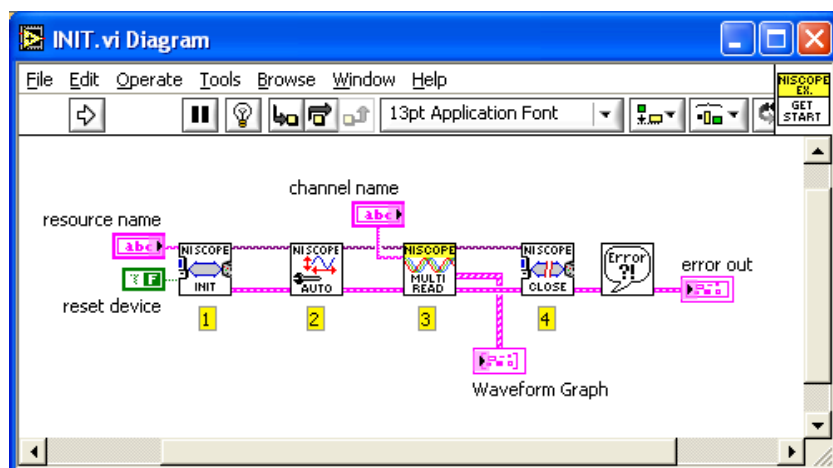 INIT.vi Diagram
File Edit Operate Tools Browse Window Help
NISCOPE
EX.
GET
START
13pt Application Font
channel name
abc
resource name
abc
NISCOPE
INIT
NISCOPE
AUTO
NISCOPE
MULTI
READ
NISCOPE
CLOSE
Error
?!
error out
F
reset device
1
2
3
4
Waveform Graph